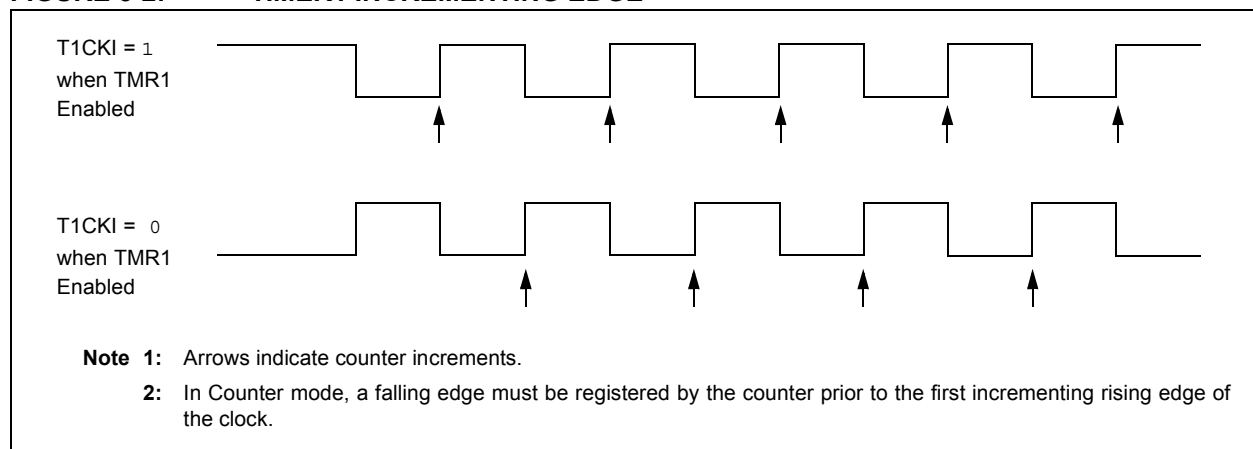 T1CKI = 1
when TMR1
Enabled
T1CKI = 0
when TMR1
Enabled
Note 1: Arrows indicate counter increments.
2: In Counter mode, a falling edge must be registered by the counter prior to the first incrementing rising edge of
the clock.